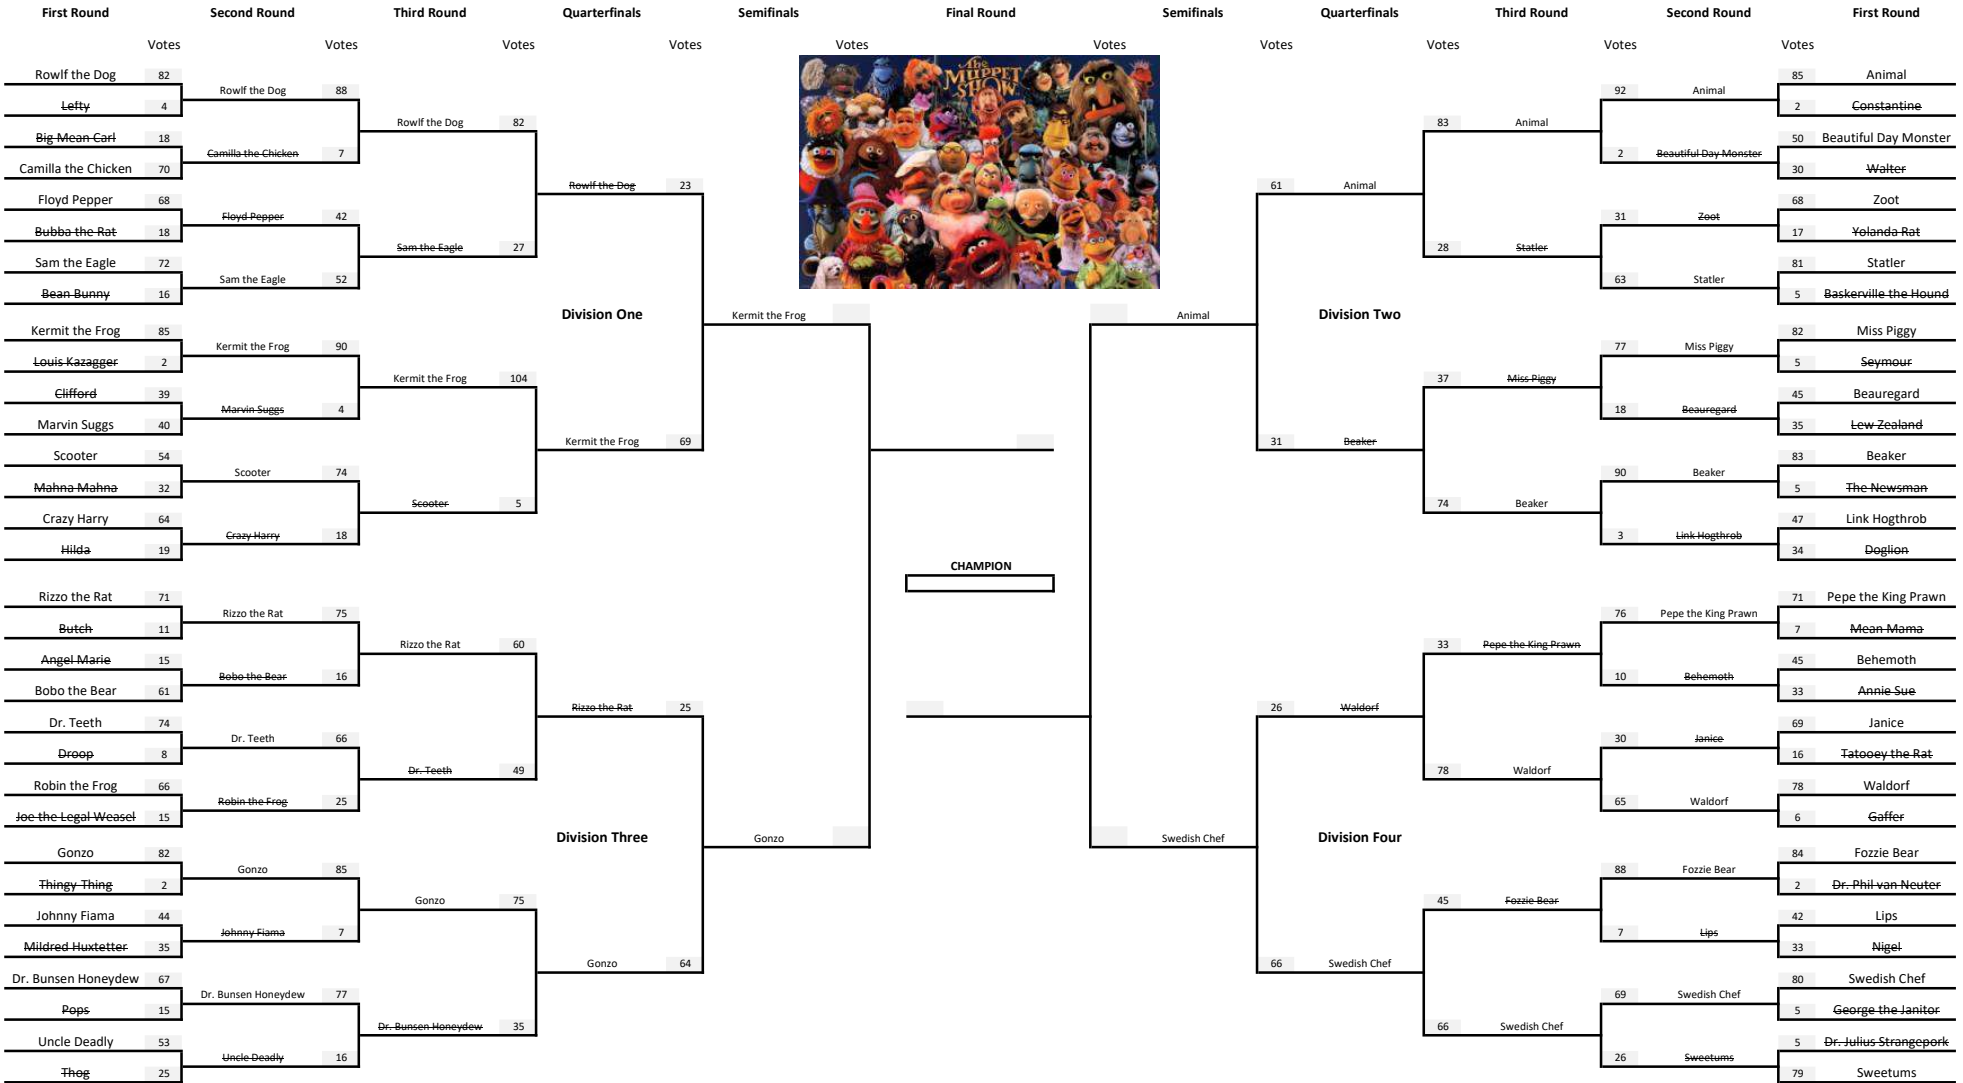 First Round Second Round Third Round Quarterfinals Semifinals Final Round Semifinals Quarterfinals Third Round Second Round First Round
Votes Votes Votes Votes Votes Votes Votes Votes Votes Votes
The MUPPET SHOW
Rowlf the Dog 82
Lefty 4
Big Mean Carl 18
Camilla the Chicken 70
Floyd Pepper 68
Bubba the Rat 18
Sam the Eagle 72
Bean Bunny 16
Kermit the Frog 85
Louis Kazagger 2
Clifford 39
Marvin Suggs 40
Scooter 54
Mahna Mahna 32
Crazy Harry 64
Hilda 19
Rizzo the Rat 71
Butch 11
Angel Marie 15
Bobo the Bear 61
Dr. Teeth 74
Droop 8
Robin the Frog 66
Joe the Legal Weasel 15
Gonzo 82
Thingy Thing 2
Johnny Fiama 44
Mildred Huxtetter 35
Dr. Bunsen Honeydew 67
Pops 15
Uncle Deadly 53
Thog 25
Rowlf the Dog 88
Camilla the Chicken 7
Floyd Pepper 42
Sam the Eagle 52
Kermit the Frog 90
Marvin Suggs 4
Scooter 74
Crazy Harry 18
Rizzo the Rat 75
Bobo the Bear 16
Dr. Teeth 66
Robin the Frog 25
Gonzo 85
Johnny Fiama 7
Dr. Bunsen Honeydew 77
Uncle Deadly 16
Rowlf the Dog 82
Sam the Eagle 27
Kermit the Frog 104
Scooter 5
Rizzo the Rat 60
Dr. Teeth 49
Gonzo 75
Dr. Bunsen Honeydew 35
Rowlf the Dog 23
Division One
Kermit the Frog 69
Rizzo the Rat 25
Division Three
Gonzo 64
Kermit the Frog
Gonzo
CHAMPION
Animal
Swedish Chef
61 Animal
Division Two
31 Beaker
26 Waldorf
Division Four
66 Swedish Chef
83 Animal
28 Statler
37 Miss Piggy
74 Beaker
33 Pepe the King Prawn
78 Waldorf
45 Fozzie Bear
66 Swedish Chef
92 Animal
2 Beautiful Day Monster
31 Zoot
63 Statler
77 Miss Piggy
18 Beauregard
90 Beaker
3 Link Hogthrob
76 Pepe the King Prawn
10 Behemoth
30 Janice
65 Waldorf
88 Fozzie Bear
7 Lips
69 Swedish Chef
26 Sweetums
85 Animal
2 Constantine
50 Beautiful Day Monster
30 Walter
68 Zoot
17 Yolanda Rat
81 Statler
5 Baskerville the Hound
82 Miss Piggy
5 Seymour
45 Beauregard
35 Lew Zealand
83 Beaker
5 The Newsman
47 Link Hogthrob
34 Doglion
71 Pepe the King Prawn
7 Mean Mama
45 Behemoth
33 Annie Sue
69 Janice
16 Tatooey the Rat
78 Waldorf
6 Gaffer
84 Fozzie Bear
2 Dr. Phil van Neuter
42 Lips
33 Nigel
80 Swedish Chef
5 George the Janitor
5 Dr. Julius Strangepork
79 Sweetums